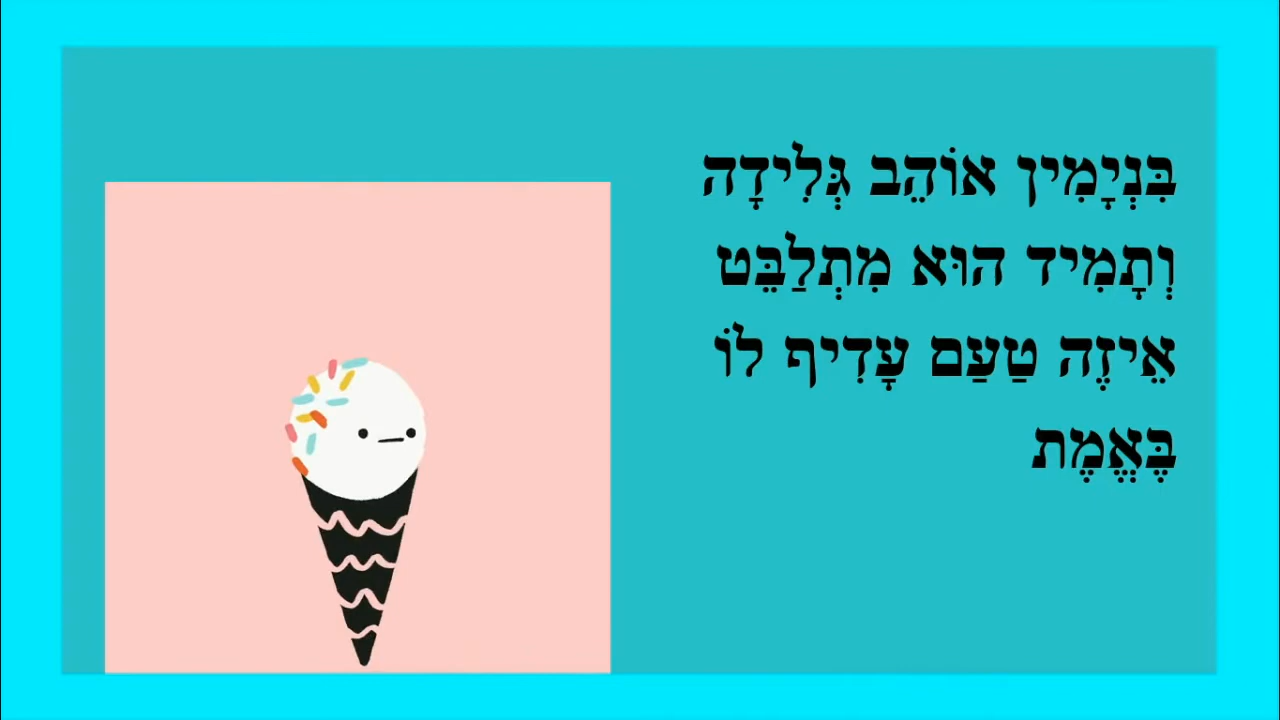 בִּנְיָמִין אוֹהֵב גְּלִידָה
וְתָמִיד הוּא מִתְלַבֵּט
אֵיזֶה טַעַם עָדִיף לוֹ
בֶּאֱמֶת